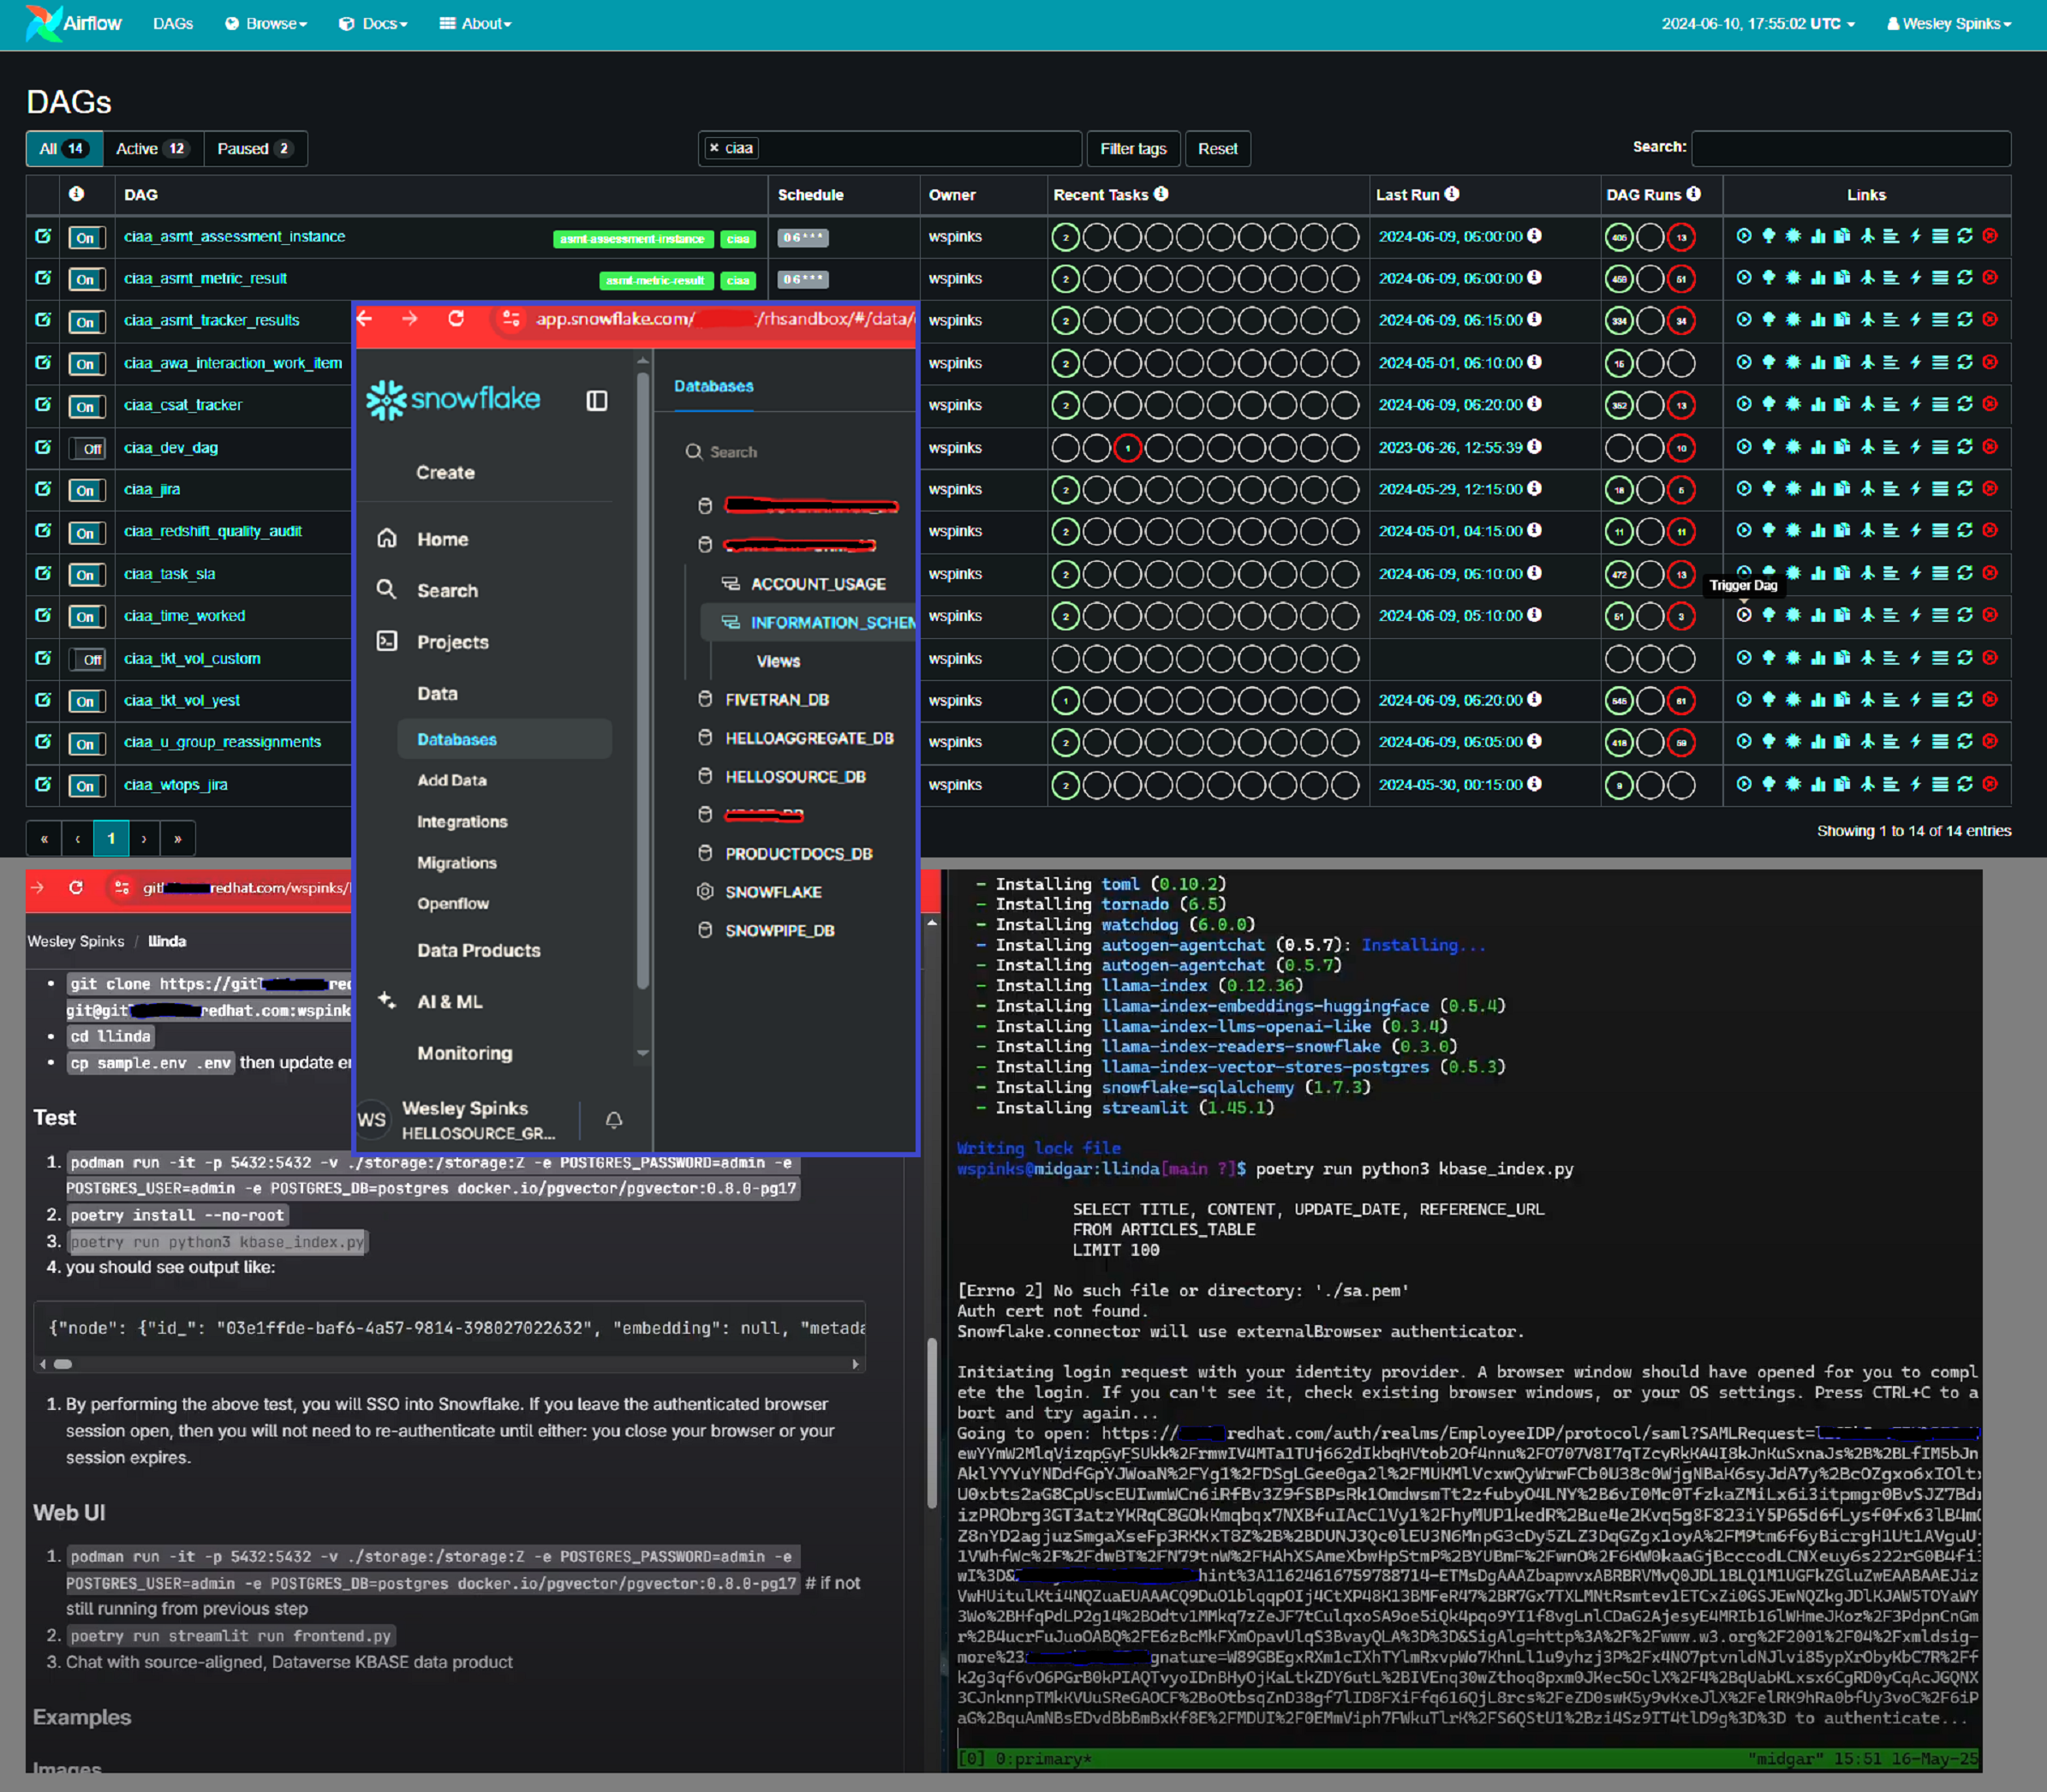 Airflow DAGs Browse Docs About 2024-06-10, 17:55:02 UTC Wesley Spinks
DAGs
All 14 Active 12 Paused 2 × ciaa Filter tags Reset Search:
DAG Schedule Owner Recent Tasks Last Run DAG Runs Links
On ciaa_asmt_assessment_instance asmt-assessment-instance ciaa 0 6 * * * wspinks 2 2024-06-09, 06:00:00 405 13
On ciaa_asmt_metric_result asmt-metric-result ciaa 0 6 * * * wspinks 2 2024-06-09, 06:00:00 51
On ciaa_asmt_tracker_results wspinks 2 2024-06-09, 06:15:00 334 34
On ciaa_awa_interaction_work_item wspinks 2 2024-05-01, 06:10:00 15
On ciaa_csat_tracker wspinks 2 2024-06-09, 06:20:00 352 13
Off ciaa_dev_dag wspinks 1 2023-06-26, 12:55:39 10
On ciaa_jira wspinks 2 2024-05-29, 12:15:00 18 5
On ciaa_redshift_quality_audit wspinks 2 2024-05-01, 04:15:00 11 11
On ciaa_task_sla wspinks 2 2024-06-09, 06:10:00 472 13
Trigger Dag
On ciaa_time_worked wspinks 2 2024-06-09, 05:10:00 51 3
Off ciaa_tkt_vol_custom wspinks
On ciaa_tkt_vol_yest wspinks 1 2024-06-09, 06:20:00 545 61
On ciaa_u_group_reassignments wspinks 2 2024-06-09, 06:05:00 418 59
On ciaa_wtops_jira wspinks 2 2024-05-30, 00:15:00 9
« ‹ 1 › » Showing 1 to 14 of 14 entries
app.snowflake.com/ /rhsandbox/#/data/
snowflake
Create
Home
Search
Projects
Data
Databases
Add Data
Integrations
Migrations
Openflow
Data Products
AI & ML
Monitoring
WS Wesley Spinks
HELLOSOURCE_GR...
Databases
Search
ACCOUNT_USAGE
INFORMATION_SCHEM
Views
FIVETRAN_DB
HELLOAGGREGATE_DB
HELLOSOURCE_DB
PRODUCTDOCS_DB
SNOWFLAKE
SNOWPIPE_DB
redhat.com/wspinks/
Wesley Spinks / llinda
git clone https://git
git@git redhat.com:wspink
cd llinda
cp sample.env .env then update
Test
1. podman run -it -p 5432:5432 -v ./storage:/storage:Z -e POSTGRES_PASSWORD=admin -e
POSTGRES_USER=admin -e POSTGRES_DB=postgres docker.io/pgvector/pgvector:0.8.0-pg17
2. poetry install --no-root
3. poetry run python3 kbase_index.py
4. you should see output like:
{"node": {"id_": "03e1ffde-baf6-4a57-9814-398027022632", "embedding": null, "metada
1. By performing the above test, you will SSO into Snowflake. If you leave the authenticated browser
session open, then you will not need to re-authenticate until either: you close your browser or your
session expires.
Web UI
1. podman run -it -p 5432:5432 -v ./storage:/storage:Z -e POSTGRES_PASSWORD=admin -e
POSTGRES_USER=admin -e POSTGRES_DB=postgres docker.io/pgvector/pgvector:0.8.0-pg17 # if not
still running from previous step
2. poetry run streamlit run frontend.py
3. Chat with source-aligned, Dataverse KBASE data product
Examples
Images
- Installing toml (0.10.2)
- Installing tornado (6.5)
- Installing watchdog (6.0.0)
- Installing autogen-agentchat (0.5.7): Installing...
- Installing autogen-agentchat (0.5.7)
- Installing llama-index (0.12.36)
- Installing llama-index-embeddings-huggingface (0.5.4)
- Installing llama-index-llms-openai-like (0.3.4)
- Installing llama-index-readers-snowflake (0.3.0)
- Installing llama-index-vector-stores-postgres (0.5.3)
- Installing snowflake-sqlalchemy (1.7.3)
- Installing streamlit (1.45.1)
Writing lock file
wspinks@midgar:llinda[main ?]$ poetry run python3 kbase_index.py
SELECT TITLE, CONTENT, UPDATE_DATE, REFERENCE_URL
FROM ARTICLES_TABLE
LIMIT 100
[Errno 2] No such file or directory: './sa.pem'
Auth cert not found.
Snowflake.connector will use externalBrowser authenticator.
Initiating login request with your identity provider. A browser window should have opened for you to compl
ete the login. If you can't see it, check existing browser windows, or your OS settings. Press CTRL+C to a
bort and try again...
Going to open: https:// redhat.com/auth/realms/EmployeeIDP/protocol/saml?SAMLRequest=
to authenticate...
[0] 0:primary* "midgar" 15:51 16-May-25